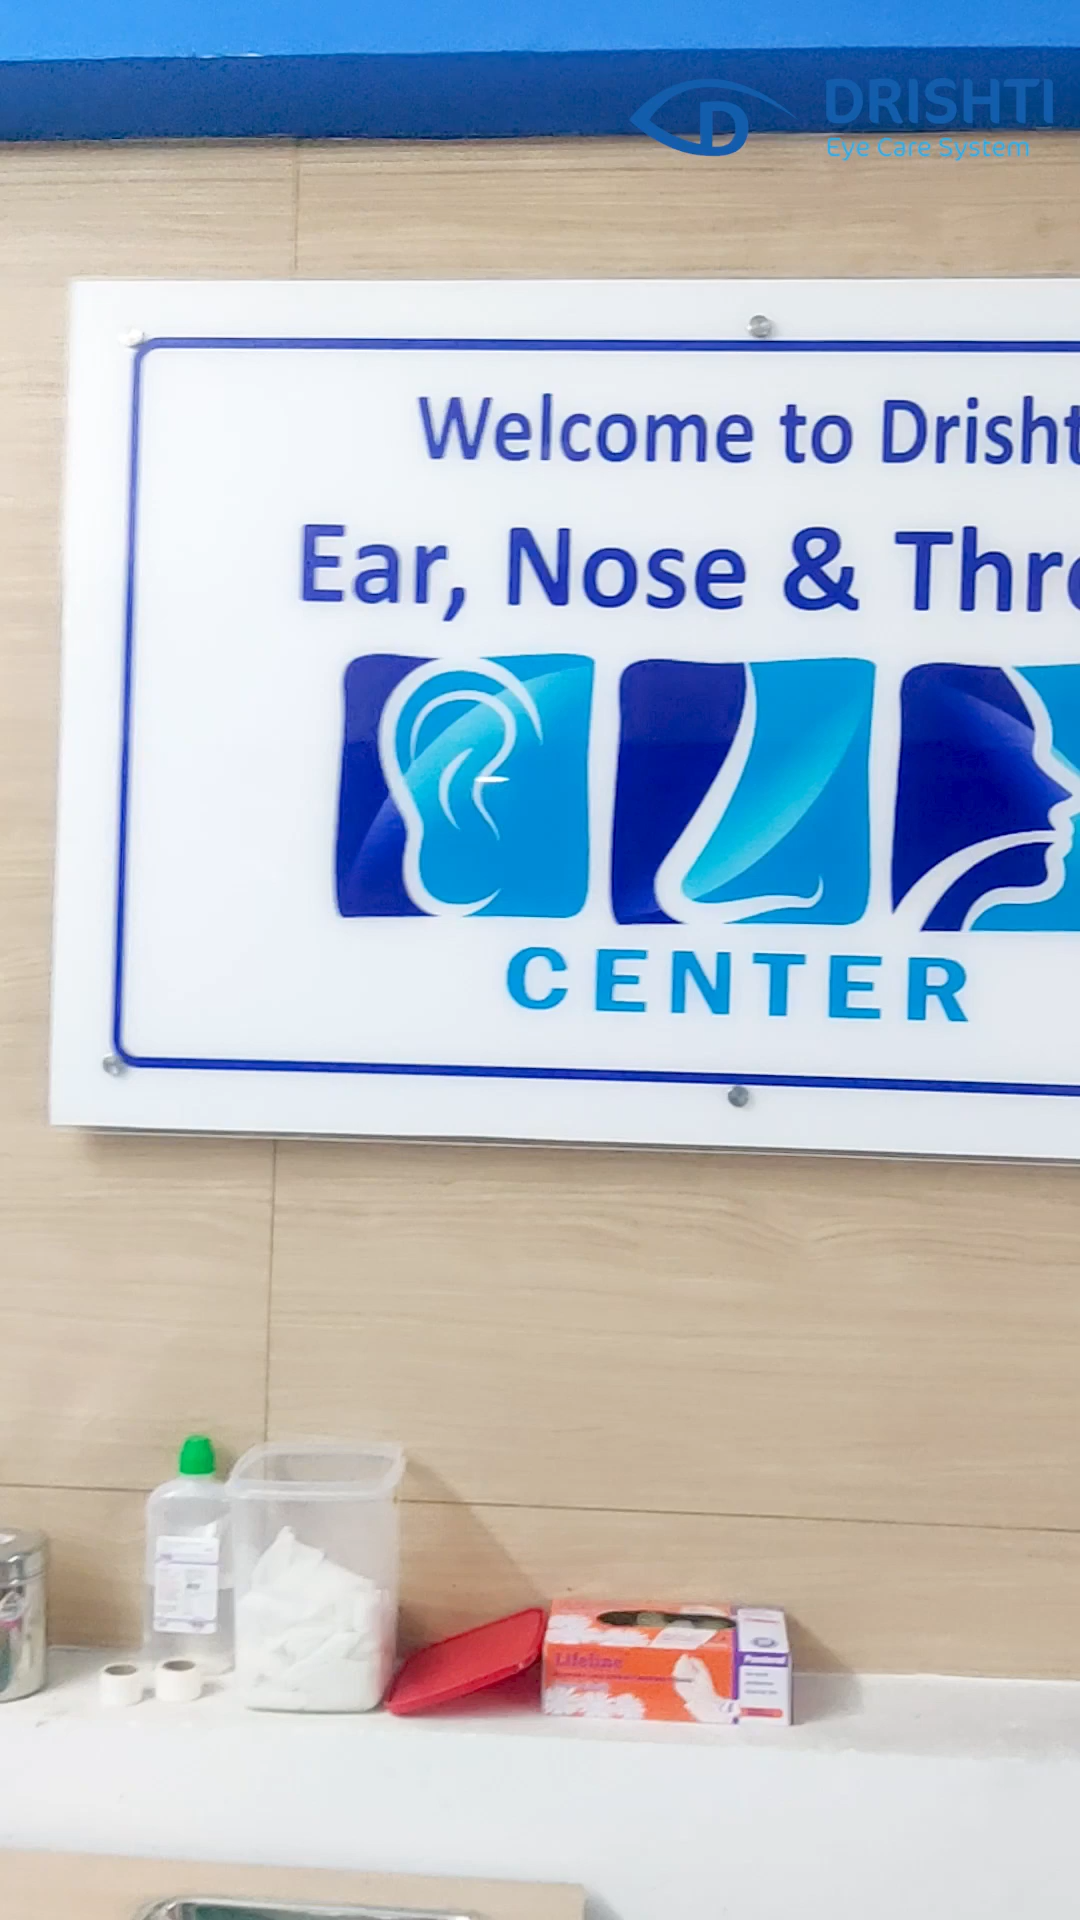 DRISHTI
Eye Care System
Welcome to Drisht
Ear, Nose & Thro
CENTER
Lifeline